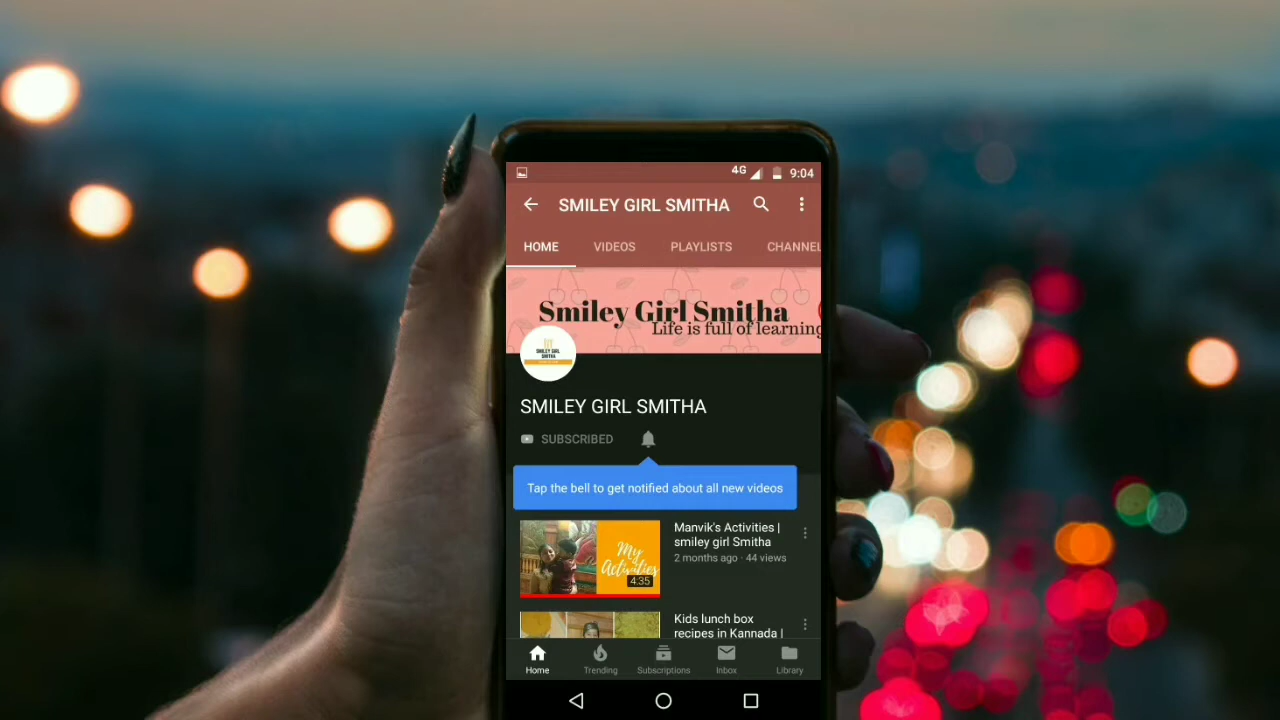 4G 9:04
SMILEY GIRL SMITHA
HOME VIDEOS PLAYLISTS CHANNEL
Smiley Girl Smitha
Life is full of learning
SMILEY GIRL
SMITHA
SMILEY GIRL SMITHA
SUBSCRIBED
Tap the bell to get notified about all new videos
Manvik's Activities |
smiley girl Smitha
2 months ago · 44 views
My
Activities
4:35
Kids lunch box
recipes in Kannada |
Home Trending Subscriptions Inbox Library